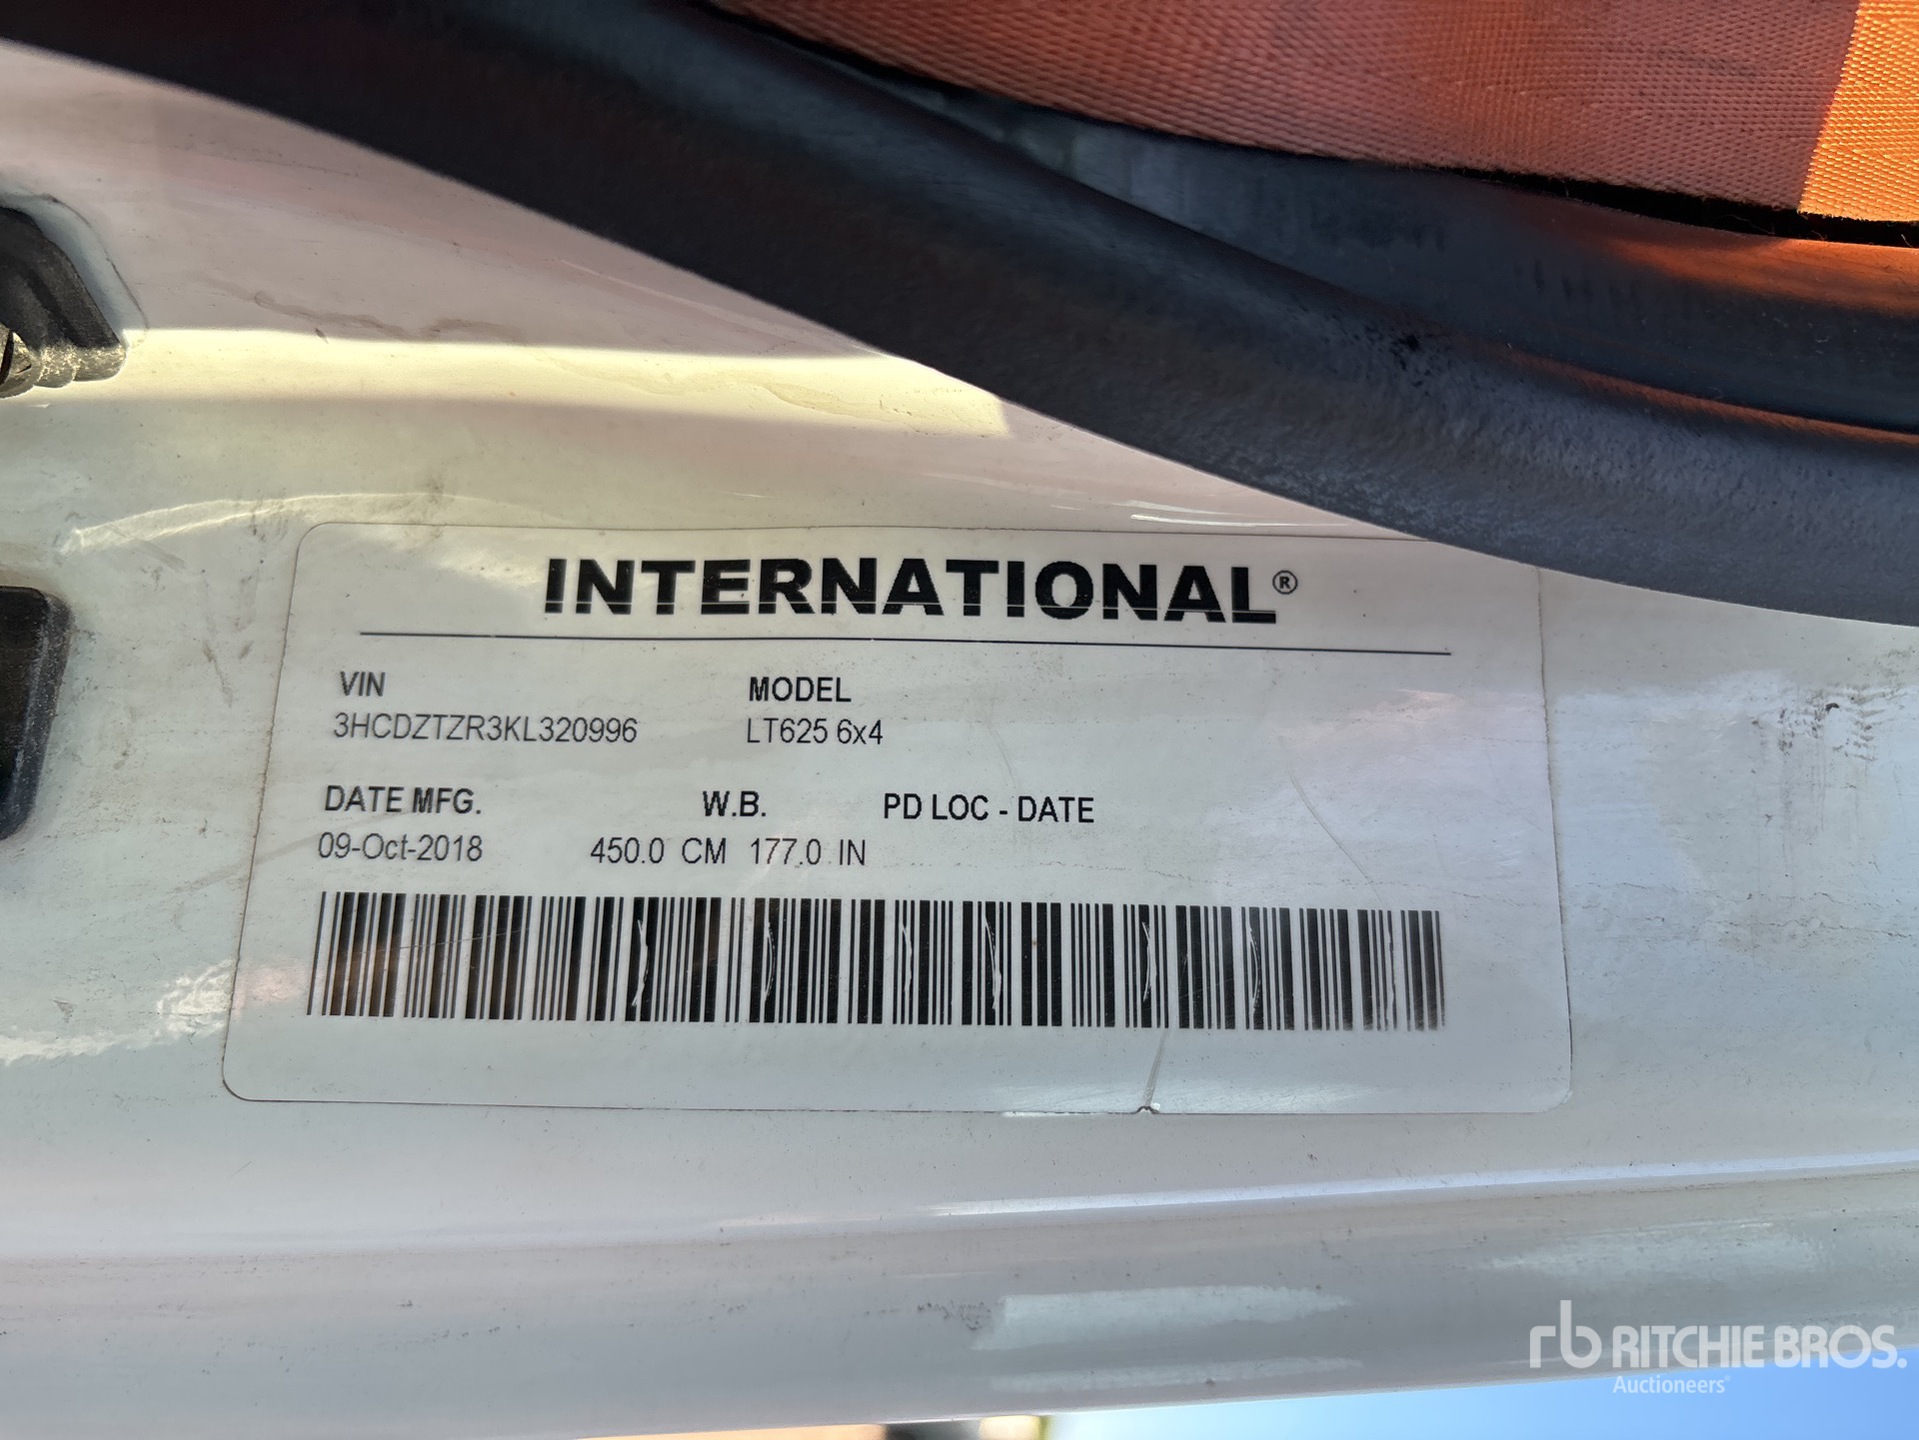 INTERNATIONAL®
VIN MODEL
3HCDZTZR3KL320996 LT625 6x4
DATE MFG. W.B. PD LOC - DATE
09-Oct-2018 450.0 CM 177.0 IN
rb RITCHIE BROS.
Auctioneers